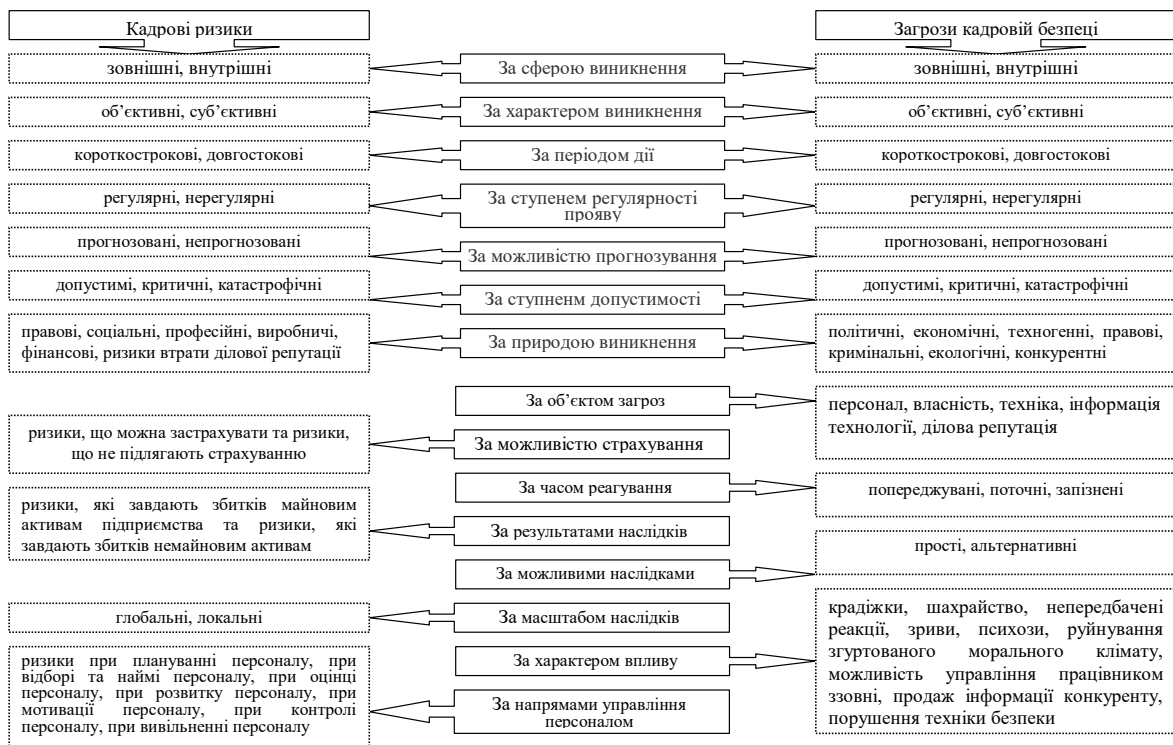 Кадрові ризики
Загрози кадровій безпеці
зовнішні, внутрішні
За сферою виникнення
зовнішні, внутрішні
об’єктивні, суб’єктивні
За характером виникнення
об’єктивні, суб’єктивні
короткострокові, довгостокові
За періодом дії
короткострокові, довгостокові
регулярні, нерегулярні
За ступенем регулярності
прояву
регулярні, нерегулярні
прогнозовані, непрогнозовані
За можливістю прогнозування
прогнозовані, непрогнозовані
допустимі, критичні, катастрофічні
За ступненм допустимості
допустимі, критичні, катастрофічні
правові, соціальні, професійні, виробничі,
фінансові, ризики втрати ділової репутації
За природою виникнення
політичні, економічні, техногенні, правові,
кримінальні, екологічні, конкурентні
За об’єктом загроз
персонал, власність, техніка, інформація
технології, ділова репутація
ризики, що можна застрахувати та ризики,
що не підлягають страхуванню
За можливістю страхування
За часом реагування
попереджувані, поточні, запізнені
ризики, які завдають збитків майновим
активам підприємства та ризики, які
завдають збитків немайновим активам
За результатами наслідків
прості, альтернативні
За можливими наслідками
глобальні, локальні
За масштабом наслідків
крадіжки, шахрайство, непередбачені
реакції, зриви, психози, руйнування
згуртованого морального клімату,
можливість управління працівником
ззовні, продаж інформації конкуренту,
порушення техніки безпеки
За характером впливу
ризики при плануванні персоналу, при
відборі та наймі персоналу, при оцінці
персоналу, при розвитку персоналу, при
мотивації персоналу, при контролі
персоналу, при вивільненні персоналу
За напрямами управління
персоналом